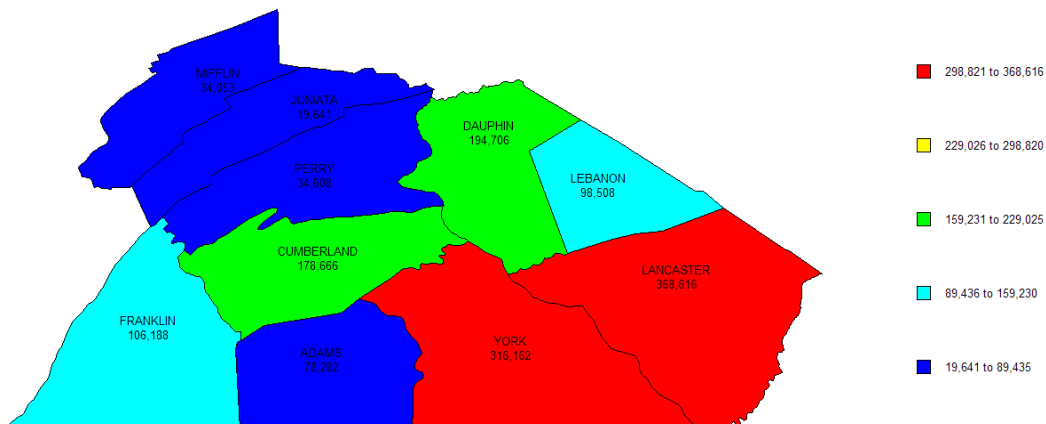 MIFFLIN
34,053
JUNIATA
19,641
PERRY
34,608
DAUPHIN
194,706
LEBANON
98,508
CUMBERLAND
178,666
LANCASTER
368,616
FRANKLIN
106,188
ADAMS
78,292
YORK
316,162
298,821 to 368,616
229,026 to 298,820
159,231 to 229,025
89,436 to 159,230
19,641 to 89,435